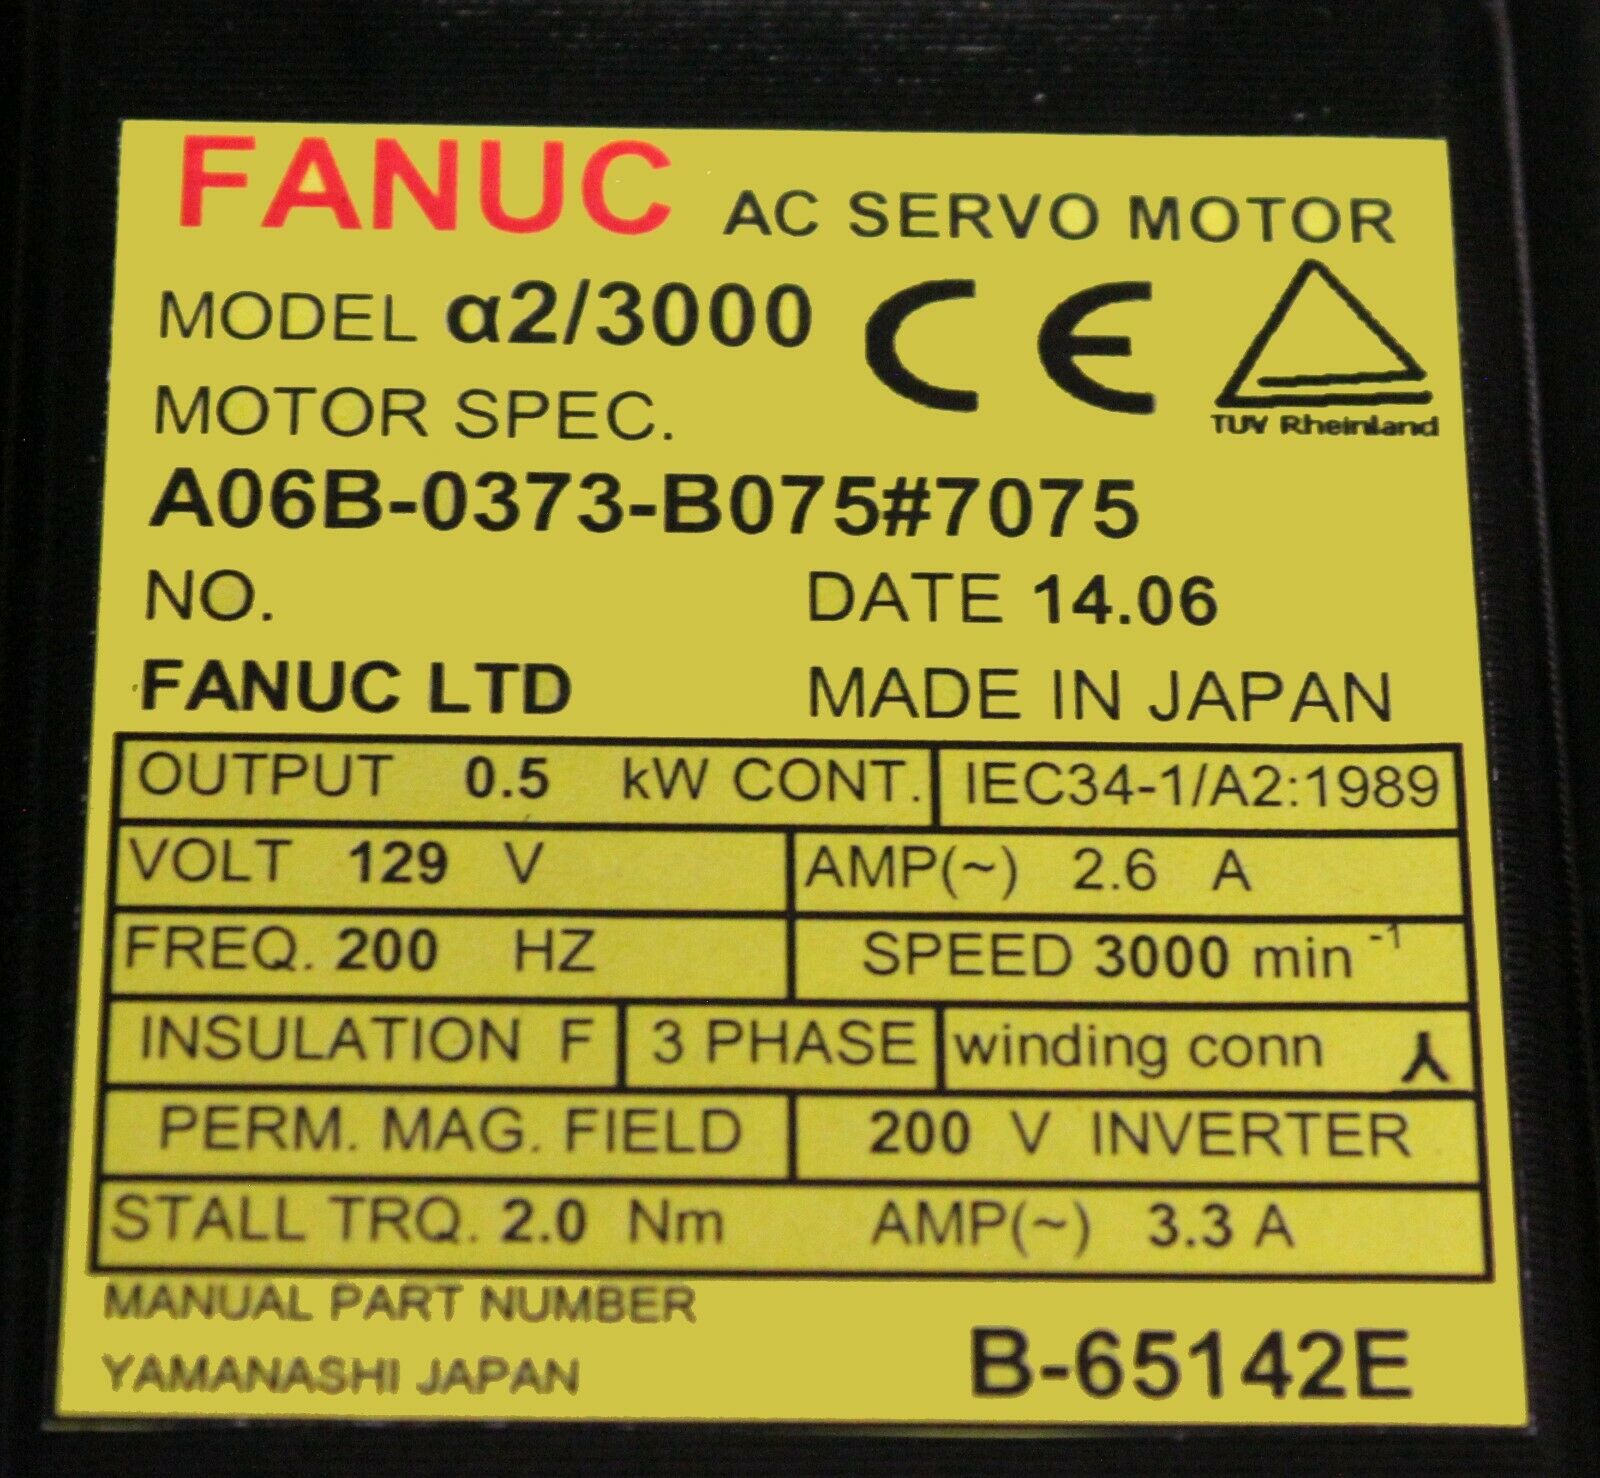 FANUC AC SERVO MOTOR
MODEL α2/3000 CE
TUV Rheinland
MOTOR SPEC.
A06B-0373-B075#7075
NO. DATE 14.06
FANUC LTD MADE IN JAPAN
OUTPUT 0.5 kW CONT. IEC34-1/A2:1989
VOLT 129 V AMP(~) 2.6 A
FREQ. 200 HZ SPEED 3000 min⁻¹
INSULATION F 3 PHASE winding conn ⅄
PERM. MAG. FIELD 200 V INVERTER
STALL TRQ. 2.0 Nm AMP(~) 3.3 A
MANUAL PART NUMBER
YAMANASHI JAPAN B-65142E